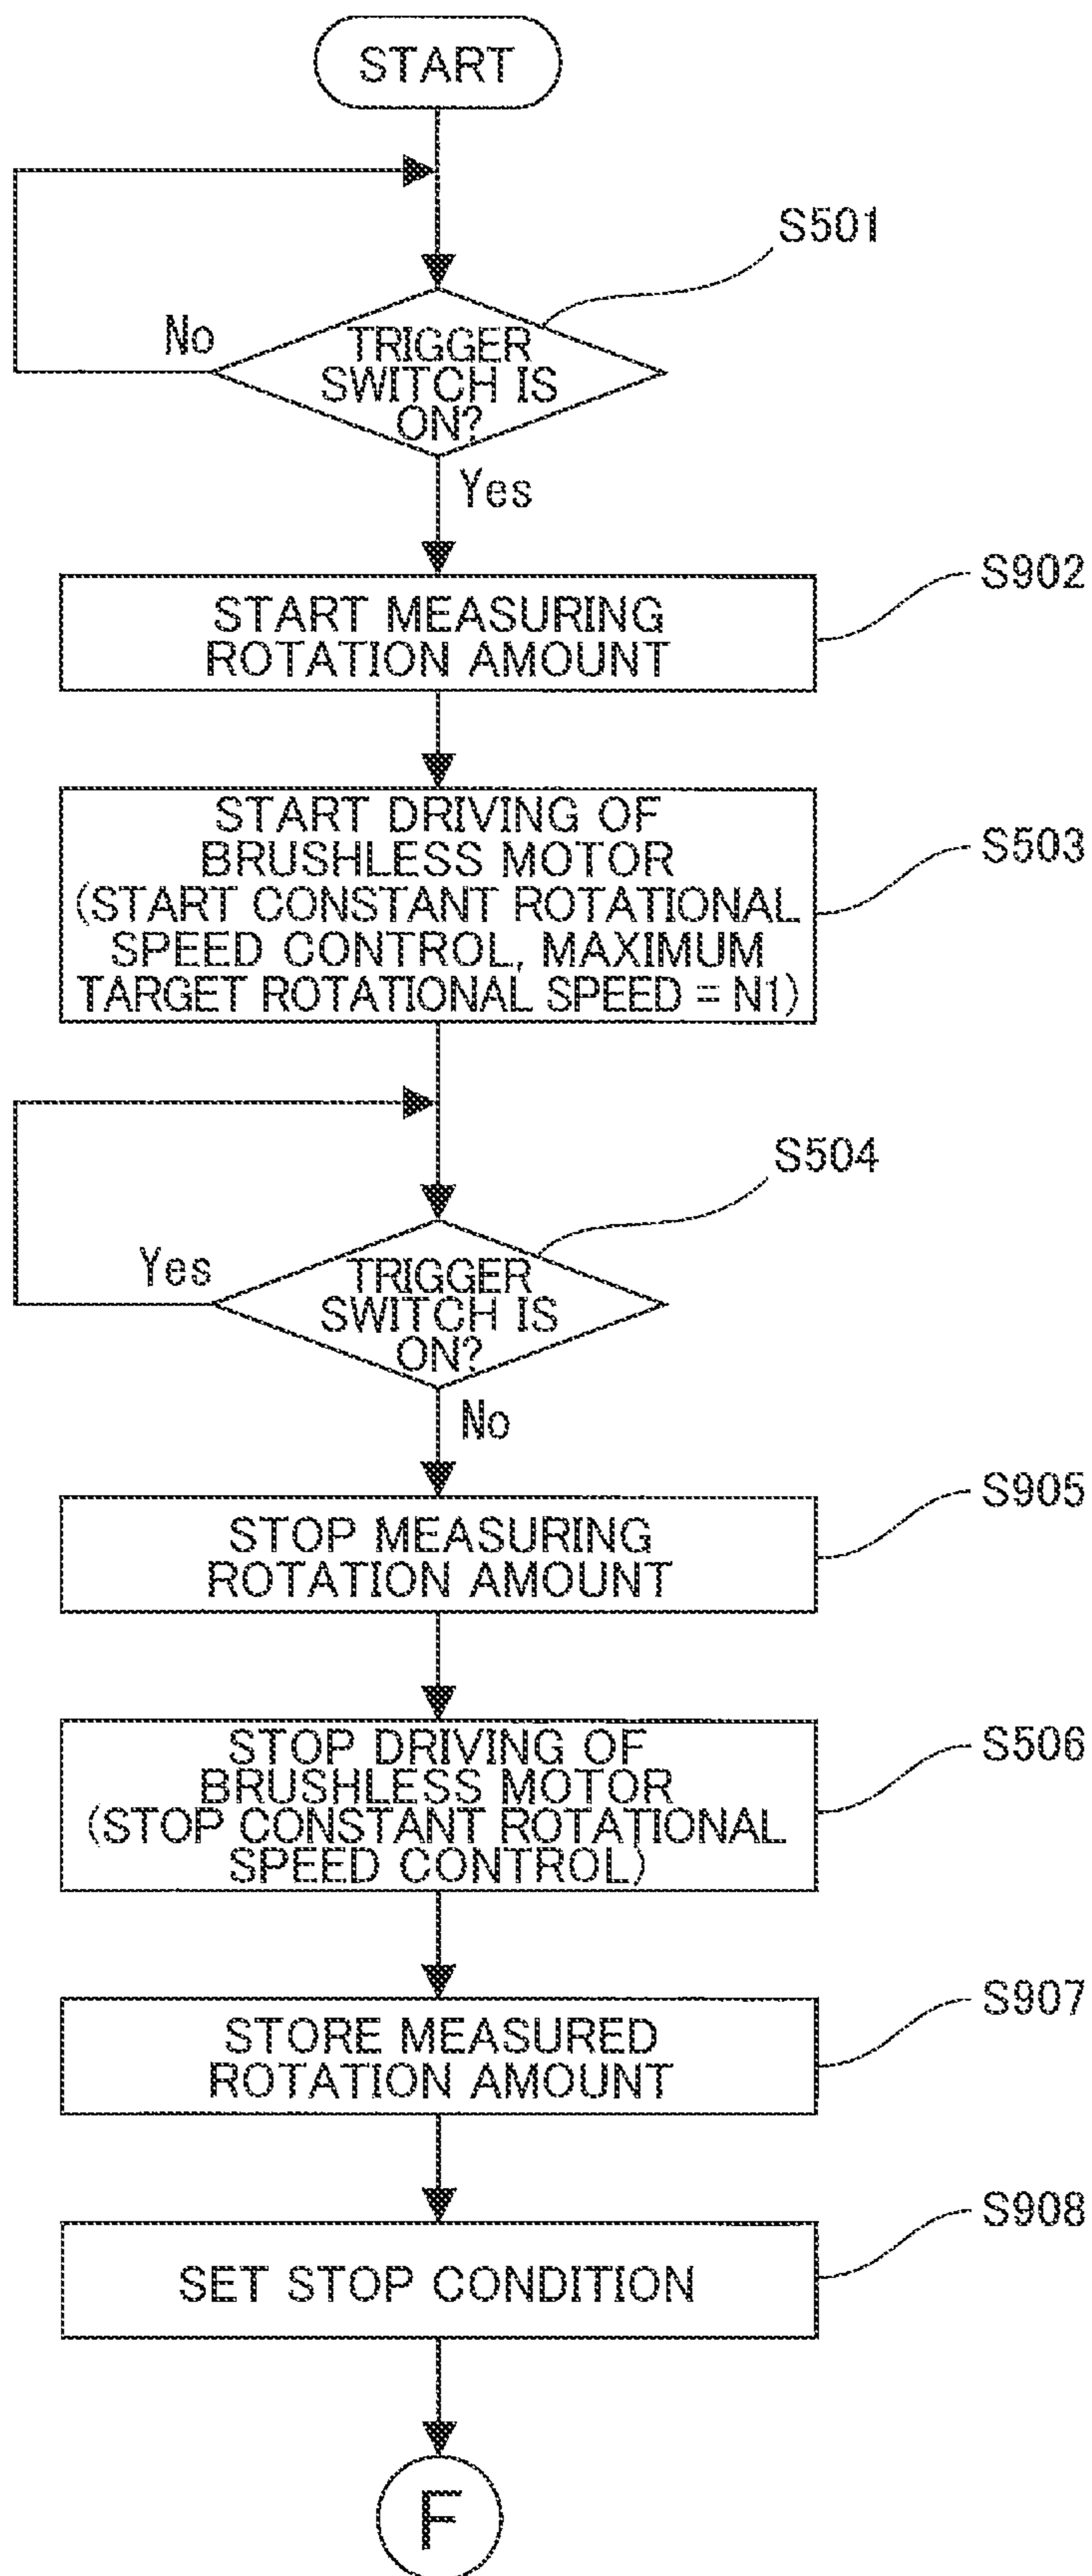 START
S501
No
TRIGGER
SWITCH IS
ON?
Yes
S902
START MEASURING
ROTATION AMOUNT
S503
START DRIVING OF
BRUSHLESS MOTOR
(START CONSTANT ROTATIONAL
SPEED CONTROL, MAXIMUM
TARGET ROTATIONAL SPEED = N1)
S504
Yes
TRIGGER
SWITCH IS
ON?
No
S905
STOP MEASURING
ROTATION AMOUNT
S506
STOP DRIVING OF
BRUSHLESS MOTOR
(STOP CONSTANT ROTATIONAL
SPEED CONTROL)
S907
STORE MEASURED
ROTATION AMOUNT
S908
SET STOP CONDITION
F